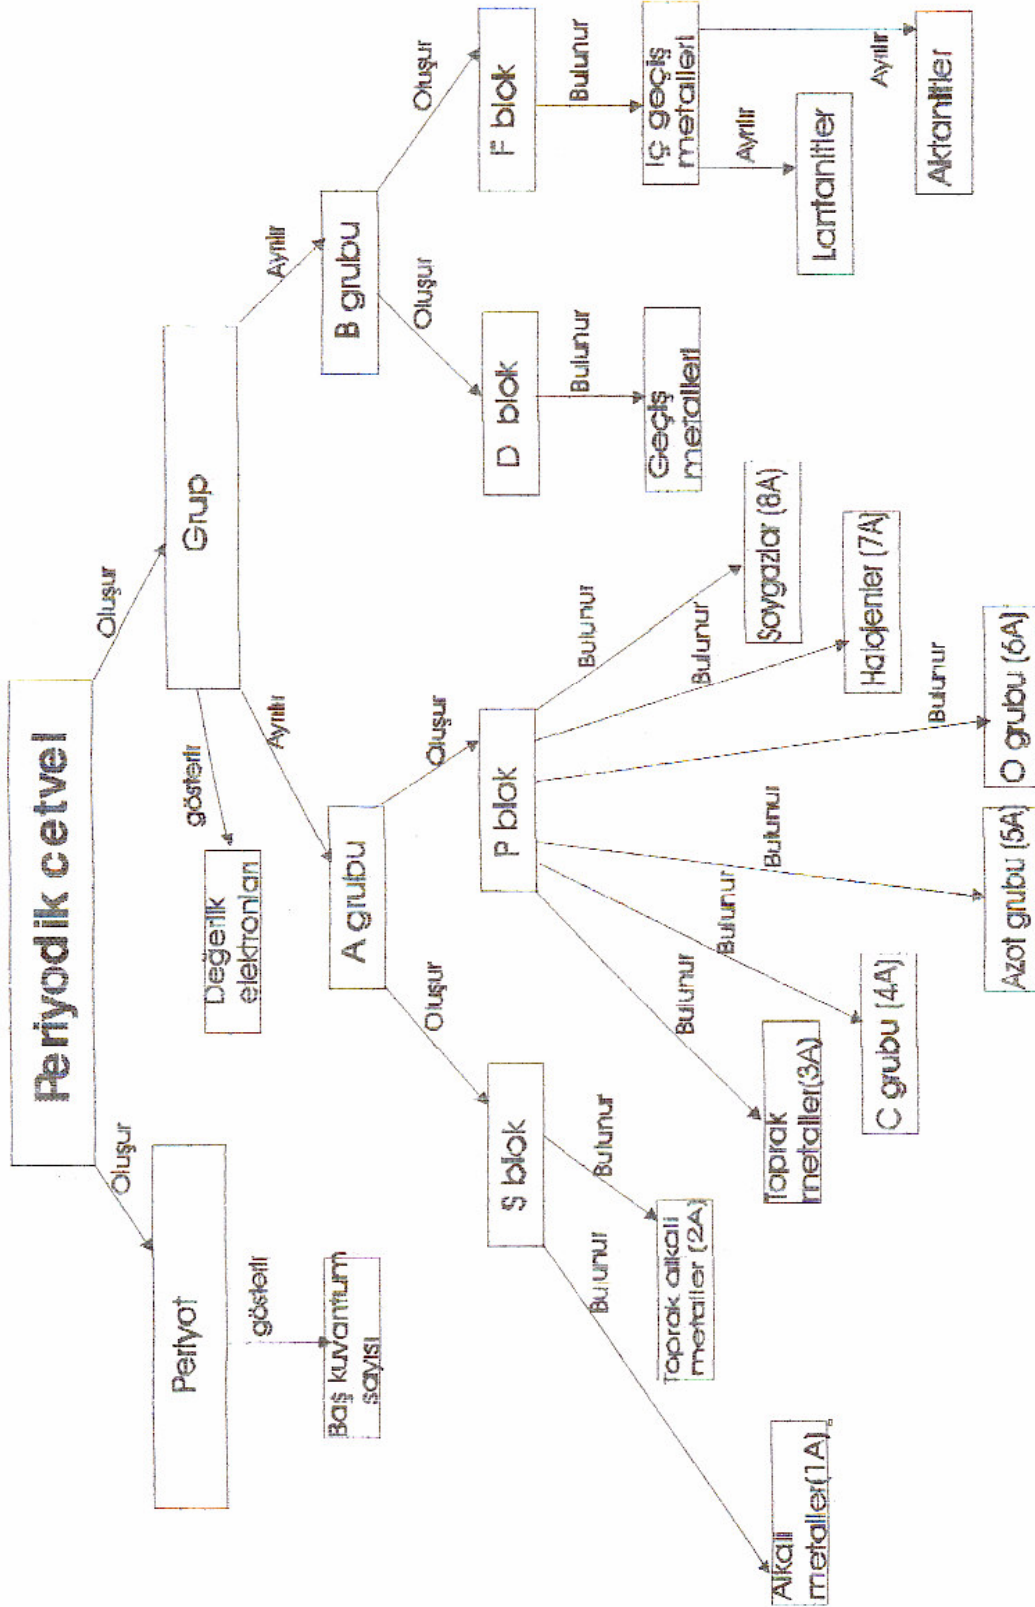 Periyodik cetvel
Oluşur
Oluşur
Periyot
Grup
gösterir
gösterir
Ayrılır
Ayrılır
Baş kuvantum
sayısı
Değerlik
elektronları
A grubu
B grubu
Oluşur
Oluşur
Oluşur
Oluşur
S blok
P blok
D blok
F blok
Bulunur
Bulunur
Bulunur
Bulunur
Bulunur
Bulunur
Bulunur
Bulunur
Bulunur
Bulunur
Alkali
metaller(1A)
Toprak alkali
metaller (2A)
Toprak
metaller(3A)
C grubu (4A)
Azot grubu (5A)
O grubu (6A)
Halojenler (7A)
Soygazlar (8A)
Geçiş
metalleri
İç geçiş
metalleri
Ayrılır
Ayrılır
Lantanitler
Aktanitler